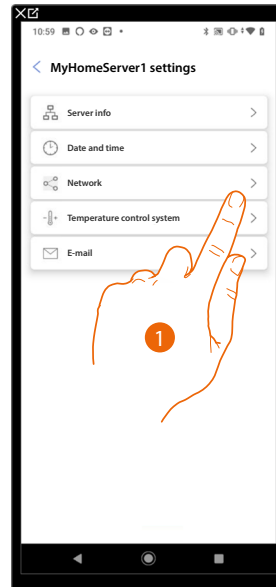 10:59
MyHomeServer1 settings
Server info
Date and time
Network
Temperature control system
E-mail
1